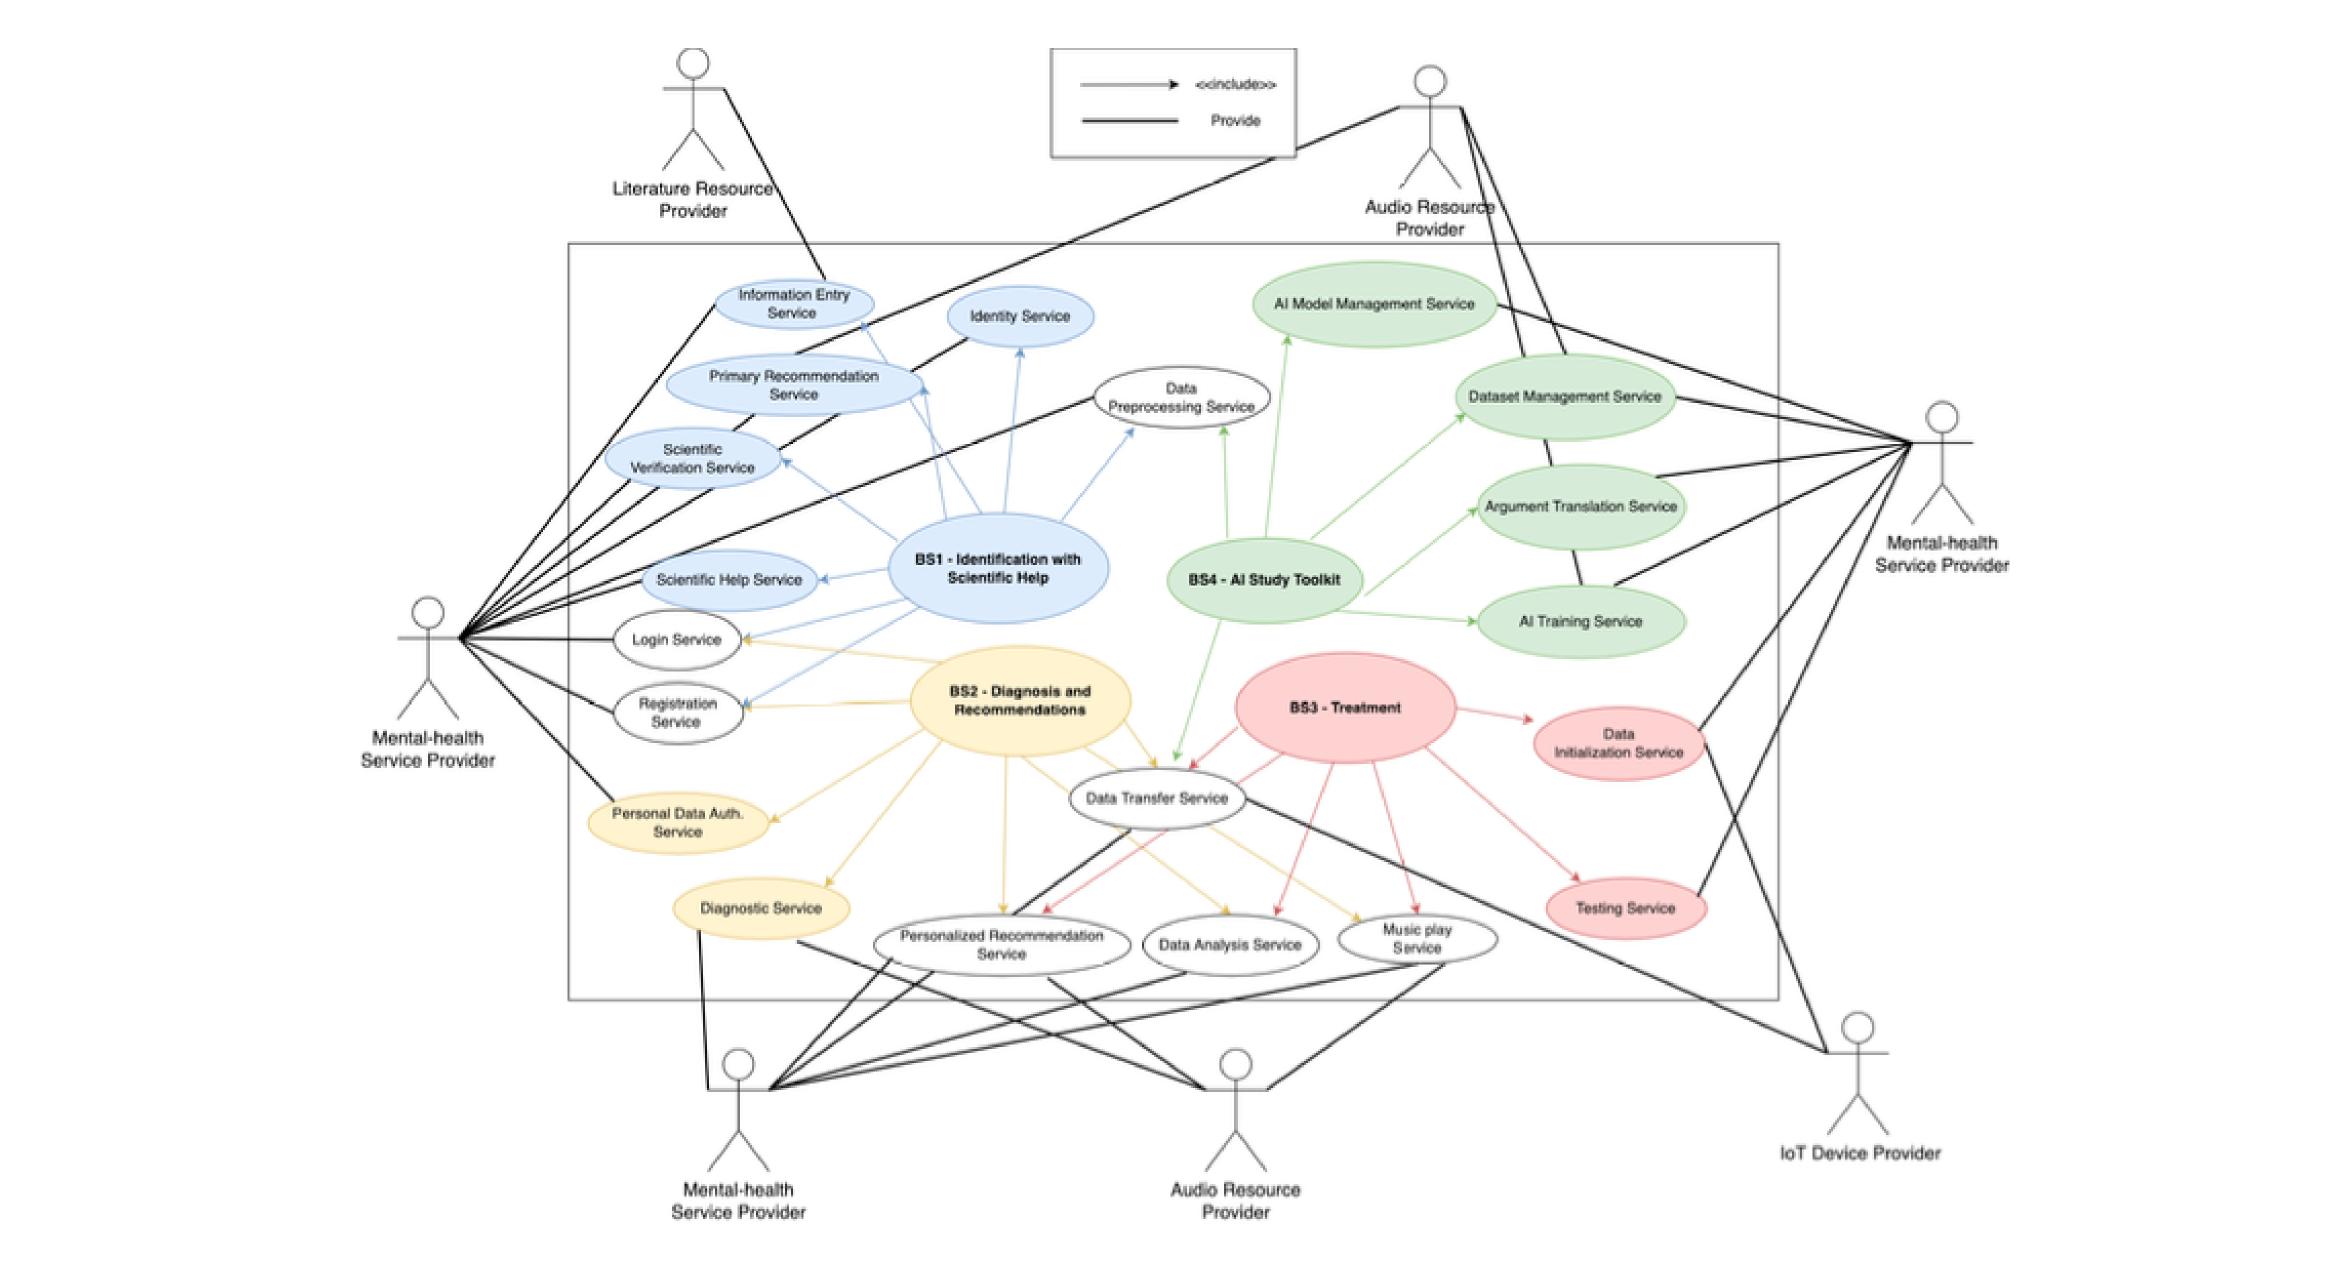 <<include>>
Provide
Literature Resource
Provider
Audio Resource
Provider
Information Entry
Service
Identity Service
AI Model Management Service
Primary Recommendation
Service
Data
Preprocessing Service
Dataset Management Service
Scientific
Verification Service
Argument Translation Service
Mental-health
Service Provider
BS1 - Identification with
Scientific Help
BS4 - AI Study Toolkit
Scientific Help Service
AI Training Service
Login Service
Registration
Service
BS2 - Diagnosis and
Recommendations
BS3 - Treatment
Mental-health
Service Provider
Data
Initialization Service
Data Transfer Service
Personal Data Auth.
Service
Diagnostic Service
Testing Service
Personalized Recommendation
Service
Data Analysis Service
Music play
Service
IoT Device Provider
Mental-health
Service Provider
Audio Resource
Provider